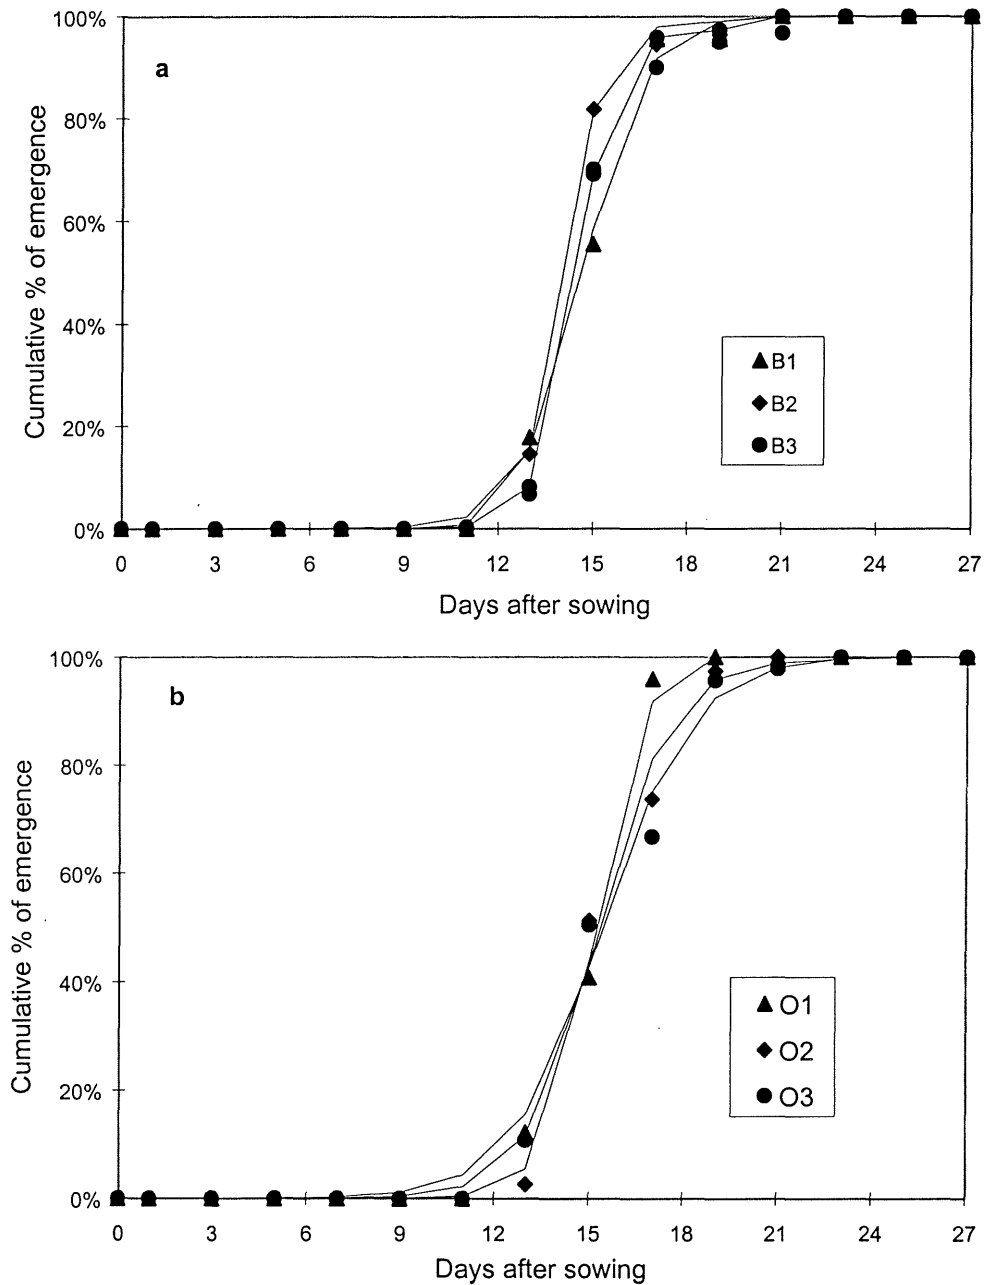 100%
a
80%
Cumulative % of emergence
60%
40%
B1
B2
20%
B3
0%
0 3 6 9 12 15 18 21 24 27
Days after sowing
100%
b
80%
Cumulative % of emergence
60%
40%
O1
O2
20%
O3
0%
0 3 6 9 12 15 18 21 24 27
Days after sowing